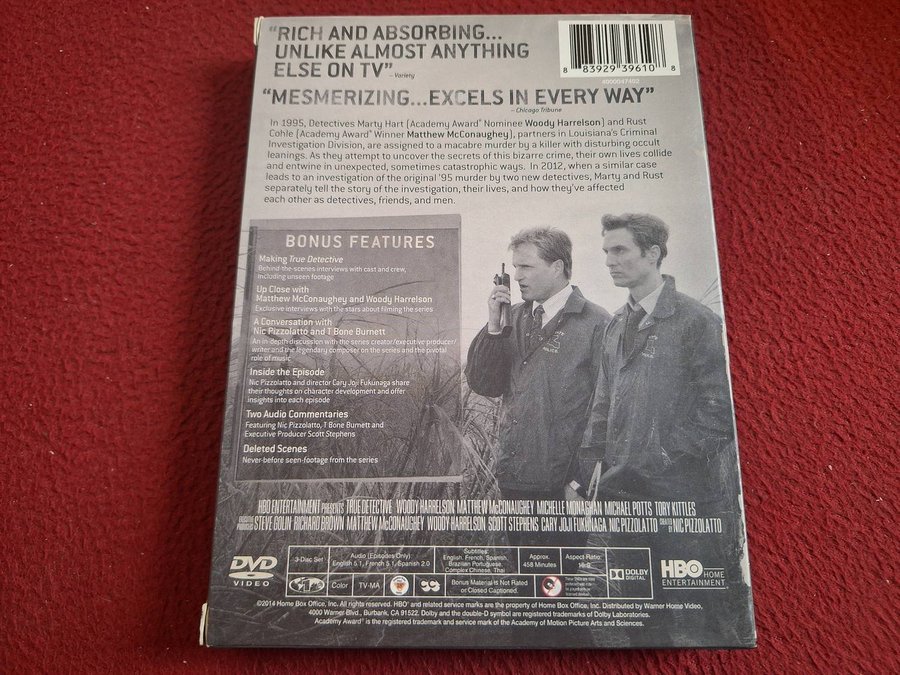 "RICH AND ABSORBING...
UNLIKE ALMOST ANYTHING
ELSE ON TV" – Variety
"MESMERIZING...EXCELS IN EVERY WAY"
– Chicago Tribune
8 83929 39610 8
4000047402
In 1995, Detectives Marty Hart (Academy Award® Nominee Woody Harrelson) and Rust
Cohle (Academy Award® Winner Matthew McConaughey), partners in Louisiana's Criminal
Investigation Division, are assigned to a macabre murder by a killer with disturbing occult
leanings. As they attempt to uncover the secrets of this bizarre crime, their own lives collide
and entwine in unexpected, sometimes catastrophic ways. In 2012, when a similar case
leads to an investigation of the original '95 murder by two new detectives, Marty and Rust
separately tell the story of the investigation, their lives, and how they've affected
each other as detectives, friends, and men.
BONUS FEATURES
Making True Detective
Behind-the-scenes interviews with cast and crew,
including unseen footage
Up Close with
Matthew McConaughey and Woody Harrelson
Exclusive interviews with the stars about filming the series
A Conversation with
Nic Pizzolatto and T Bone Burnett
An in-depth discussion with the series creator/executive producer/
writer and the legendary composer on the series and the pivotal
role of music
Inside the Episode
Nic Pizzolatto and director Cary Joji Fukunaga share
their thoughts on character development and offer
insights into each episode
Two Audio Commentaries
Featuring Nic Pizzolatto, T Bone Burnett and
Executive Producer Scott Stephens
Deleted Scenes
Never-before seen-footage from the series
POLICE
HBO ENTERTAINMENT PRESENTS TRUE DETECTIVE WOODY HARRELSON MATTHEW McCONAUGHEY MICHELLE MONAGHAN MICHAEL POTTS TORY KITTLES
EXECUTIVE PRODUCERS STEVE GOLIN RICHARD BROWN MATTHEW McCONAUGHEY WOODY HARRELSON SCOTT STEPHENS CARY JOJI FUKUNAGA NIC PIZZOLATTO CREATED BY NIC PIZZOLATTO
DVD
VIDEO
3-Disc Set
Audio (Episodes Only):
English 5.1, French 5.1, Spanish 2.0
Subtitles:
English, French, Spanish,
Brazilian Portuguese,
Complex Chinese, Thai
Approx.
458 Minutes
Aspect Ratio:
16:9
Color
TV-MA
Bonus Material is Not Rated
or Closed Captioned.
DOLBY
DIGITAL
HBO HOME
ENTERTAINMENT
©2014 Home Box Office, Inc. All rights reserved. HBO® and related service marks are the property of Home Box Office, Inc. Distributed by Warner Home Video,
4000 Warner Blvd., Burbank, CA 91522. Dolby and the double-D symbol are registered trademarks of Dolby Laboratories.
Academy Award® is the registered trademark and service mark of the Academy of Motion Picture Arts and Sciences.